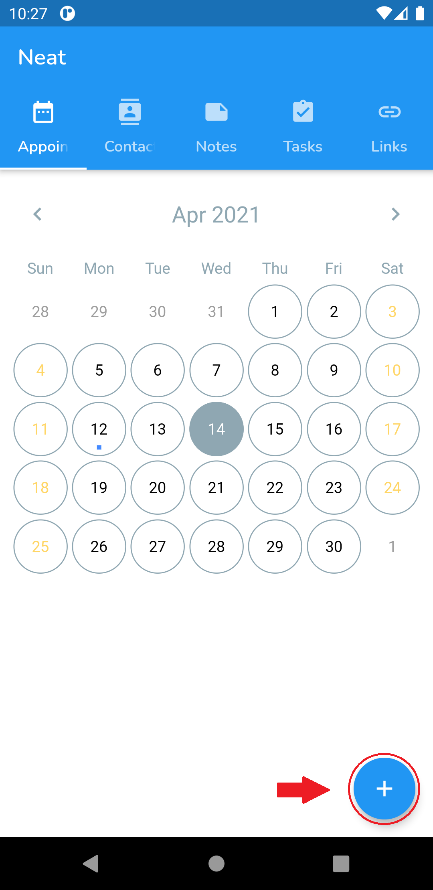 10:27
Neat
Appoin Contac Notes Tasks Links
Apr 2021
Sun Mon Tue Wed Thu Fri Sat
28 29 30 31 1 2 3
4 5 6 7 8 9 10
11 12 13 14 15 16 17
18 19 20 21 22 23 24
25 26 27 28 29 30 1
+